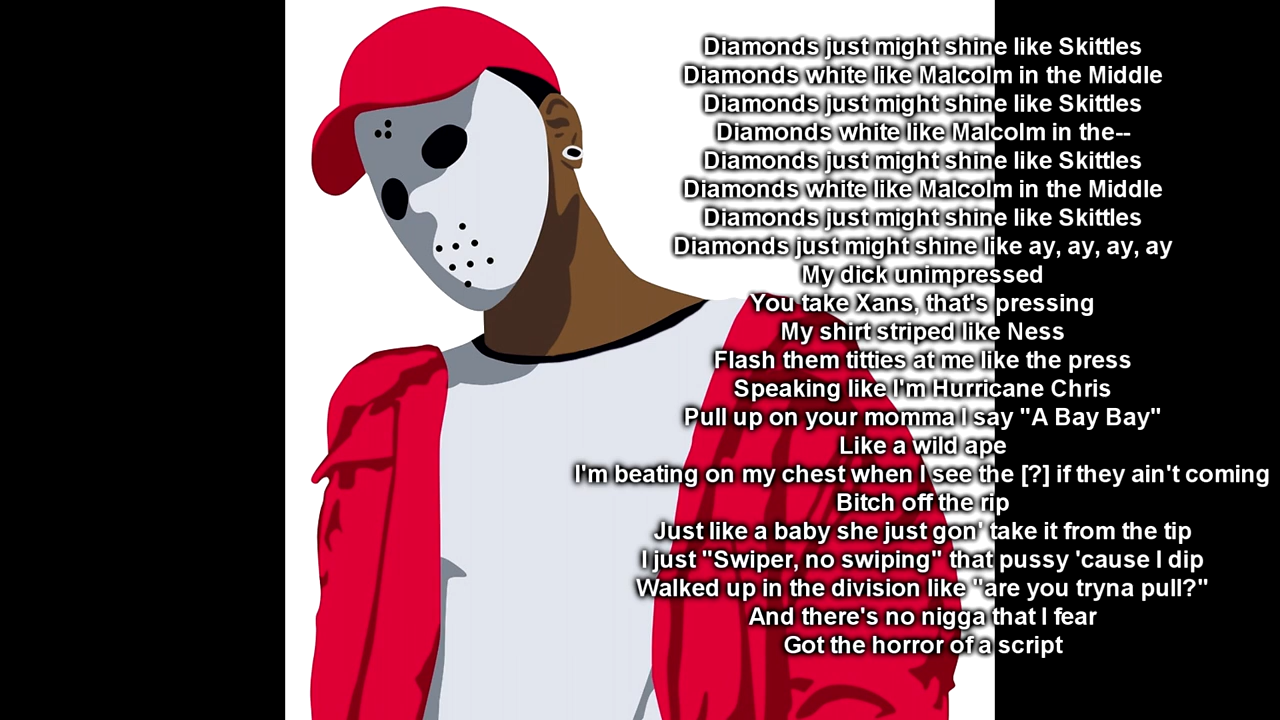 Diamonds just might shine like Skittles
Diamonds white like Malcolm in the Middle
Diamonds just might shine like Skittles
Diamonds white like Malcolm in the--
Diamonds just might shine like Skittles
Diamonds white like Malcolm in the Middle
Diamonds just might shine like Skittles
Diamonds just might shine like ay, ay, ay, ay
My dick unimpressed
You take Xans, that's pressing
My shirt striped like Ness
Flash them titties at me like the press
Speaking like I'm Hurricane Chris
Pull up on your momma I say "A Bay Bay"
Like a wild ape
I'm beating on my chest when I see the [?] if they ain't coming
Bitch off the rip
Just like a baby she just gon' take it from the tip
I just "Swiper, no swiping" that pussy 'cause I dip
Walked up in the division like "are you tryna pull?"
And there's no nigga that I fear
Got the horror of a script